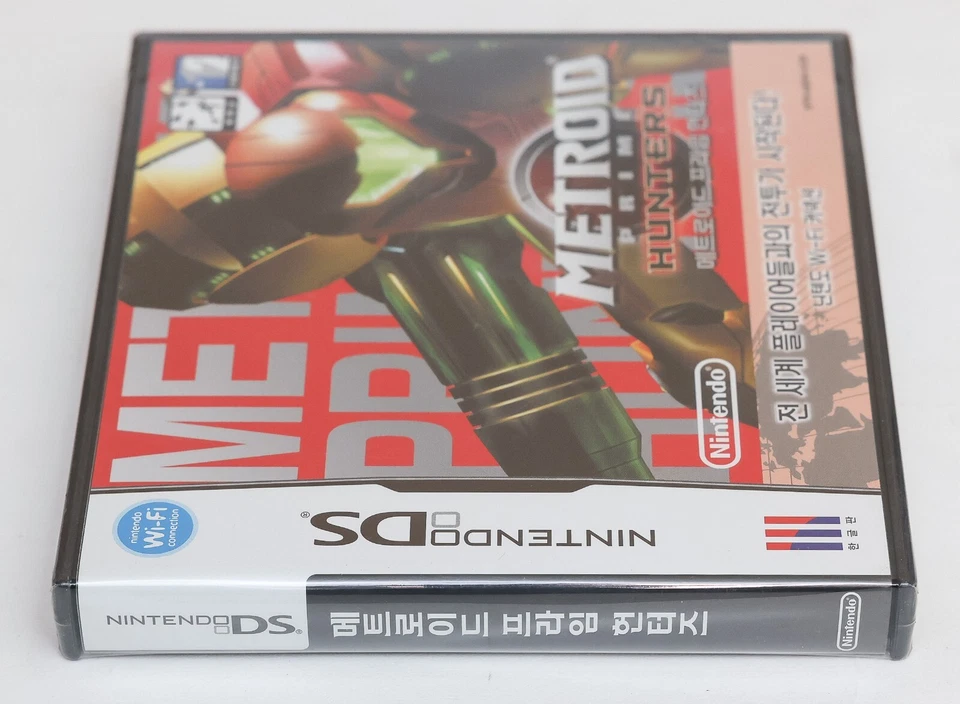 METROID
PRIME
HUNTERS
메트로이드 프라임 헌터즈
전 세계 플레이어들과의 전투가 시작된다!
닌텐도 Wi-Fi 커넥션
Nintendo®
MET
PRIM
HUN
nintendo
Wi-Fi
connection
NINTENDO DS®
한글판
NINTENDO DS®
메트로이드 프라임 헌터즈
Nintendo®